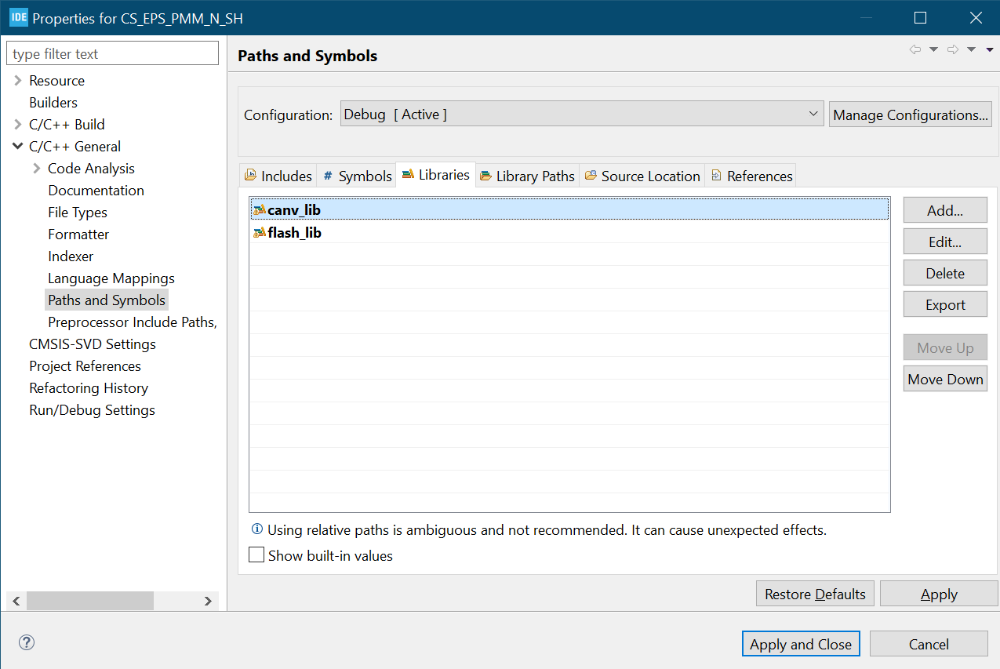 IDE Properties for CS_EPS_PMM_N_SH
type filter text
Resource
Builders
C/C++ Build
C/C++ General
Code Analysis
Documentation
File Types
Formatter
Indexer
Language Mappings
Paths and Symbols
Preprocessor Include Paths,
CMSIS-SVD Settings
Project References
Refactoring History
Run/Debug Settings
Paths and Symbols
Configuration: Debug [ Active ] Manage Configurations...
Includes # Symbols Libraries Library Paths Source Location References
canv_lib
flash_lib
Add...
Edit...
Delete
Export
Move Up
Move Down
Using relative paths is ambiguous and not recommended. It can cause unexpected effects.
Show built-in values
Restore Defaults Apply
? Apply and Close Cancel